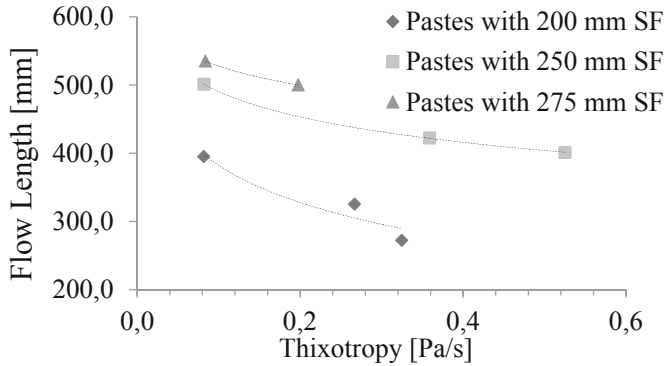 600,0
500,0
400,0
300,0
200,0
Flow Length [mm]
Pastes with 200 mm SF
Pastes with 250 mm SF
Pastes with 275 mm SF
0,0 0,2 0,4 0,6
Thixotropy [Pa/s]